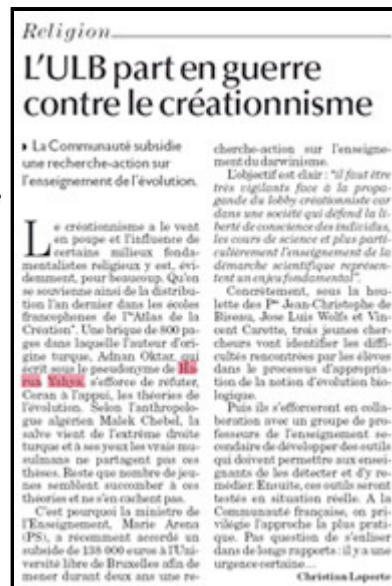 Religion
L'ULB part en guerre
contre le créationnisme
La Communauté subsidie
une recherche-action sur
l'enseignement de l'évolution.
Le créationnisme a le vent
en poupe et l'influence de
certains milieux fonda-
mentalistes religieux y est, évi-
demment, pour beaucoup. Qu'on
se souvienne ainsi de la distribu-
tion l'an dernier dans les écoles
francophones de l'"Atlas de la
Création". Une brique de 800 pa-
ges dans laquelle l'auteur d'ori-
gine turque, Adnan Oktar, qui
écrit sous le pseudonyme de Ha-
run Yahya, s'efforce de réfuter,
Coran à l'appui, les théories de
l'évolution. Selon l'anthropolo-
gue algérien Malek Chebel, la
salve vient de l'extrême droite
turque et à ses yeux les vrais mu-
sulmans ne partagent pas ces
thèses. Reste que nombre de jeu-
nes semblent succomber à ces
théories et ne s'en cachent pas.
C'est pourquoi la ministre de
l'Enseignement, Marie Arena
(PS), a récemment accordé un
subside de 138 000 euros à l'Uni-
versité libre de Bruxelles afin de
mener durant deux ans une re-
cherche-action sur l'enseigne-
ment du darwinisme.
L'objectif est clair : "il faut être
très vigilants face à la propa-
gande du lobby créationniste car
dans une société qui défend la li-
berté de conscience des individus,
les cours de science et plus parti-
culièrement l'enseignement de la
démarche scientifique représen-
tent un enjeu fondamental".
Concrètement, sous la hou-
lette des Prs Jean-Christophe de
Biseau, Jose Luis Wolfs et Vin-
cent Carette, trois jeunes cher-
cheurs vont identifier les diffi-
cultés rencontrées par les élèves
dans le processus d'appropria-
tion de la notion d'évolution bio-
logique.
Puis ils s'efforceront en colla-
boration avec un groupe de pro-
fesseurs de l'enseignement se-
condaire de développer des outils
qui doivent permettre aux ensei-
gnants de les détecter et d'y re-
médier. Ensuite, ces outils seront
testés en situation réelle. A la
Communauté française, on pri-
vilégie l'approche la plus prati-
que. Pas question de s'enliser
dans de longs rapports : il y a une
urgence certaine...
Christian Laporte